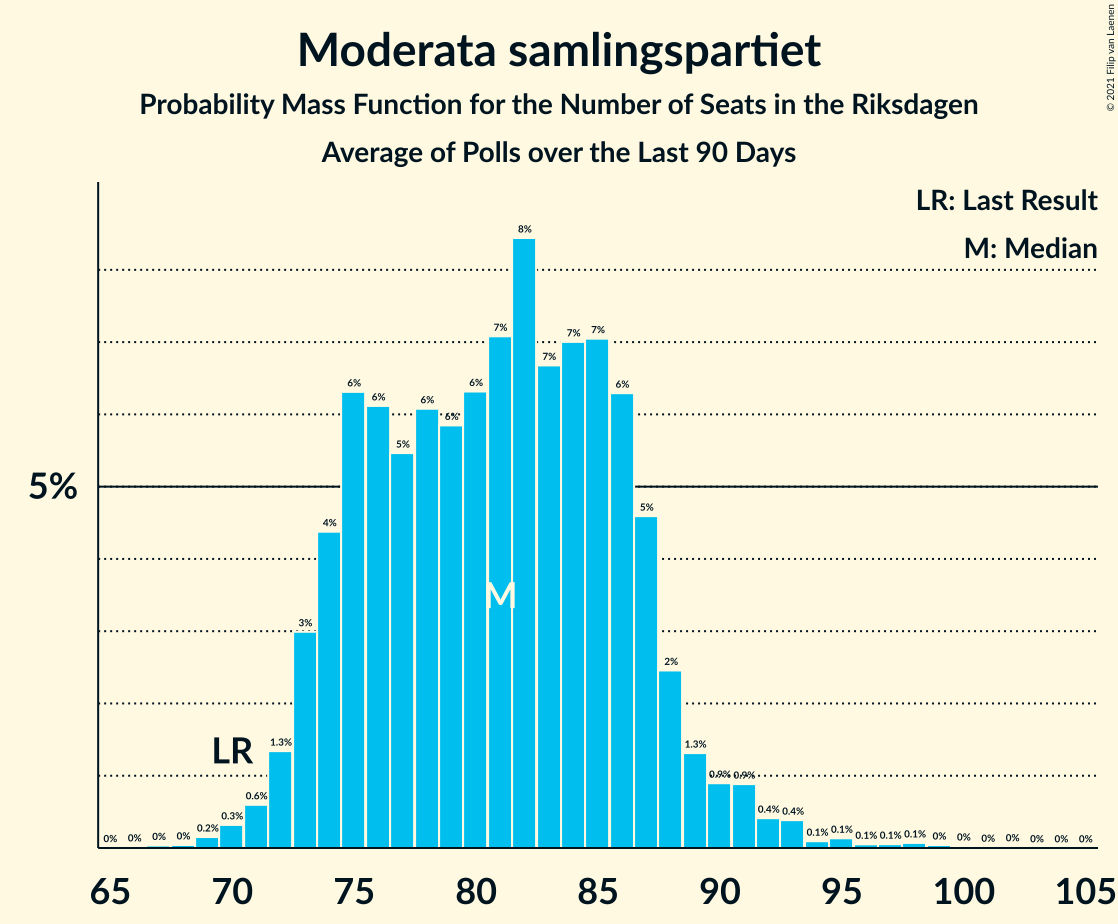 Moderata samlingspartiet
Probability Mass Function for the Number of Seats in the Riksdagen
Average of Polls over the Last 90 Days
© 2021 Filip van Laenen
LR: Last Result
M: Median
5%
LR
M
0% 0% 0% 0% 0.2% 0.3% 0.6% 1.3% 3% 4% 6% 6% 5% 6% 6% 6% 7% 8% 7% 7% 7% 6% 5% 2% 1.3% 0.9% 0.9% 0.4% 0.4% 0.1% 0.1% 0.1% 0.1% 0.1% 0% 0% 0% 0% 0% 0% 0%
65 70 75 80 85 90 95 100 105